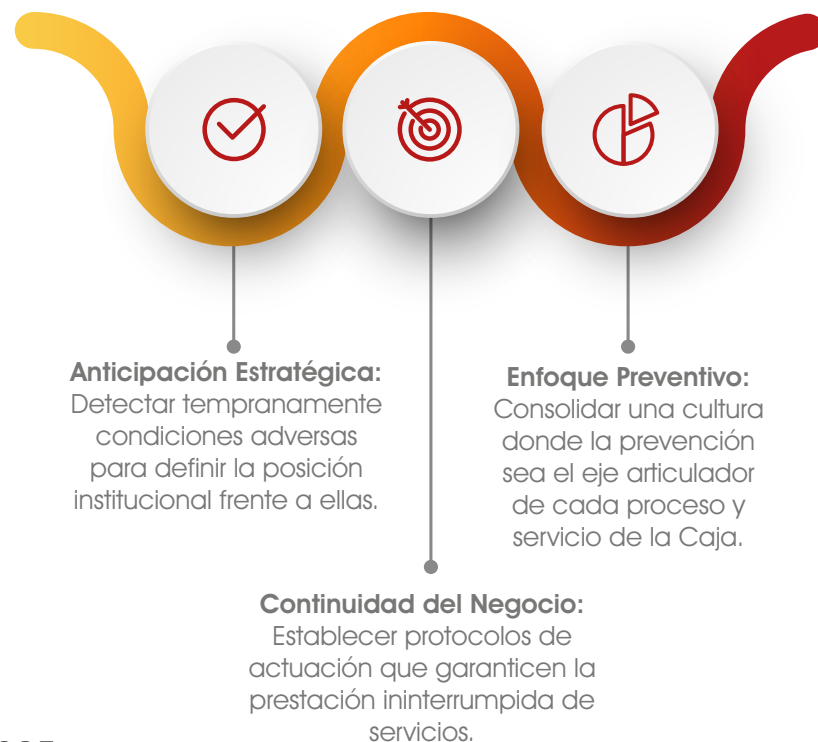 Anticipación Estratégica:
Detectar tempranamente
condiciones adversas
para definir la posición
institucional frente a ellas.
Enfoque Preventivo:
Consolidar una cultura
donde la prevención
sea el eje articulador
de cada proceso y
servicio de la Caja.
Continuidad del Negocio:
Establecer protocolos de
actuación que garanticen la
prestación ininterrumpida de
servicios.